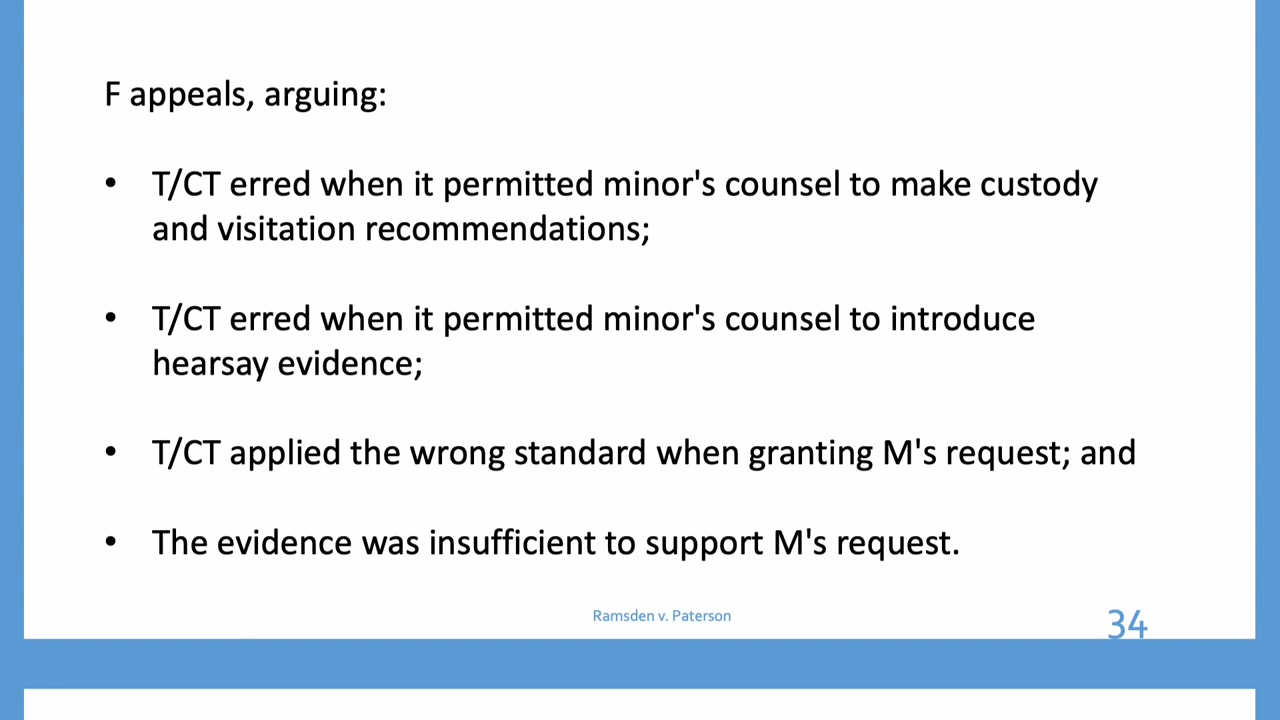 F appeals, arguing:
• T/CT erred when it permitted minor's counsel to make custody
and visitation recommendations;
• T/CT erred when it permitted minor's counsel to introduce
hearsay evidence;
• T/CT applied the wrong standard when granting M's request; and
• The evidence was insufficient to support M's request.
Ramsden v. Paterson
34